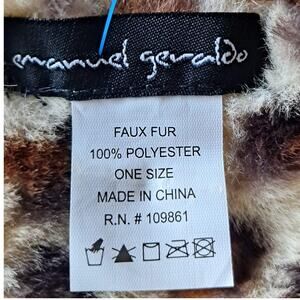 emanuel geraldo
FAUX FUR
100% POLYESTER
ONE SIZE
MADE IN CHINA
R.N. # 109861